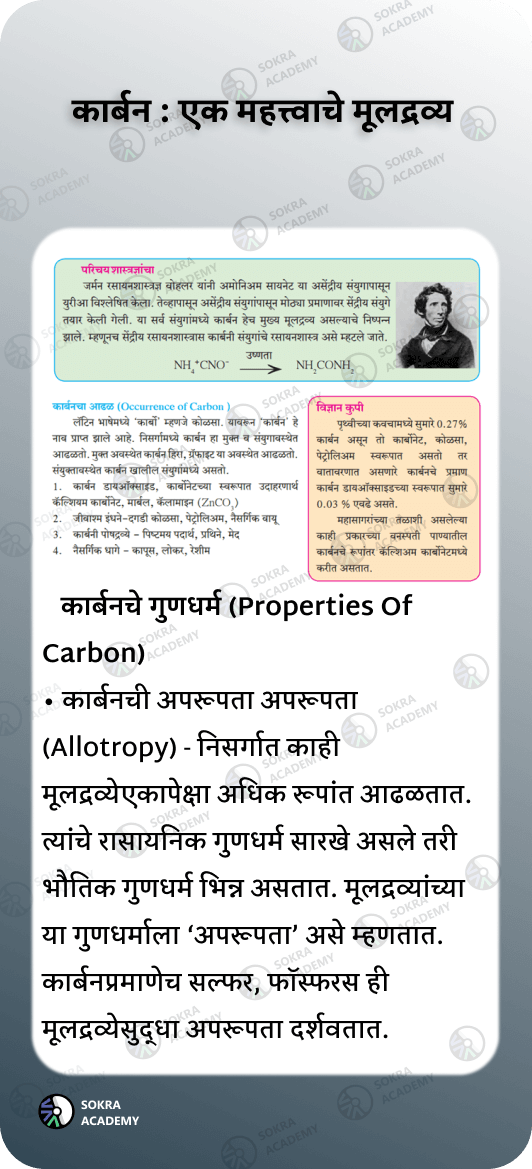 कार्बन : एक महत्त्वाचे मूलद्रव्य
परिचय शास्त्रज्ञांचा
जर्मन रसायनशास्त्रज्ञ वोहलर यांनी अमोनिअम सायनेट या असेंद्रीय संयुगापासून
युरीआ विश्लेषित केला. तेव्हापासून असेंद्रीय संयुगांपासून मोठ्या प्रमाणावर सेंद्रीय संयुगे
तयार केली गेली. या सर्व संयुगांमध्ये कार्बन हेच मुख्य मूलद्रव्य असल्याचे निष्पन्न
झाले. म्हणूनच सेंद्रीय रसायनशास्त्रास कार्बनी संयुगांचे रसायनशास्त्र असे म्हटले जाते.
उष्णता
NH₄⁺CNO⁻ ⟶ NH₂CONH₂
कार्बनचा आढळ (Occurrence of Carbon )
लॅटिन भाषेमध्ये ‘कार्बो’ म्हणजे कोळसा. यावरून ‘कार्बन’ हे
नाव प्राप्त झाले आहे. निसर्गामध्ये कार्बन हा मुक्त व संयुगावस्थेत
आढळतो. मुक्त अवस्थेत कार्बन हिरा, ग्रॅफाइट या अवस्थेत आढळतो.
संयुक्तावस्थेत कार्बन खालील संयुगांमध्ये असतो.
1. कार्बन डायऑक्साइड, कार्बोनेटच्या स्वरूपात उदाहरणार्थ
कॅल्शियम कार्बोनेट, मार्बल, कॅलामाइन (ZnCO₃)
2. जीवाश्म इंधने-दगडी कोळसा, पेट्रोलिअम, नैसर्गिक वायू
3. कार्बनी पोषद्रव्ये - पिष्टमय पदार्थ, प्रथिने, मेद
4. नैसर्गिक धागे - कापूस, लोकर, रेशीम
विज्ञान कुपी
पृथ्वीच्या कवचामध्ये सुमारे 0.27%
कार्बन असून तो कार्बोनेट, कोळसा,
पेट्रोलिअम स्वरूपात असतो तर
वातावरणात असणारे कार्बनचे प्रमाण
कार्बन डायऑक्साइडच्या स्वरूपात सुमारे
0.03 % एवढे असते.
महासागरांच्या तळाशी असलेल्या
काही प्रकारच्या वनस्पती पाण्यातील
कार्बनचे रूपांतर कॅल्शिअम कार्बोनेटमध्ये
करीत असतात.
कार्बनचे गुणधर्म (Properties Of
Carbon)
• कार्बनची अपरूपता अपरूपता
(Allotropy) - निसर्गात काही
मूलद्रव्येएकापेक्षा अधिक रूपांत आढळतात.
त्यांचे रासायनिक गुणधर्म सारखे असले तरी
भौतिक गुणधर्म भिन्न असतात. मूलद्रव्यांच्या
या गुणधर्माला ‘अपरूपता’ असे म्हणतात.
कार्बनप्रमाणेच सल्फर, फॉस्फरस ही
मूलद्रव्येसुद्धा अपरूपता दर्शवतात.
SOKRA
ACADEMY